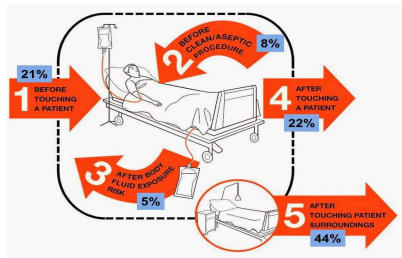 21%
1 BEFORE
TOUCHING
A PATIENT
2 BEFORE
CLEAN/ASEPTIC
PROCEDURE
8%
3 AFTER BODY
FLUID EXPOSURE
RISK
5%
4 AFTER
TOUCHING
A PATIENT
22%
5 AFTER
TOUCHING PATIENT
SURROUNDINGS
44%